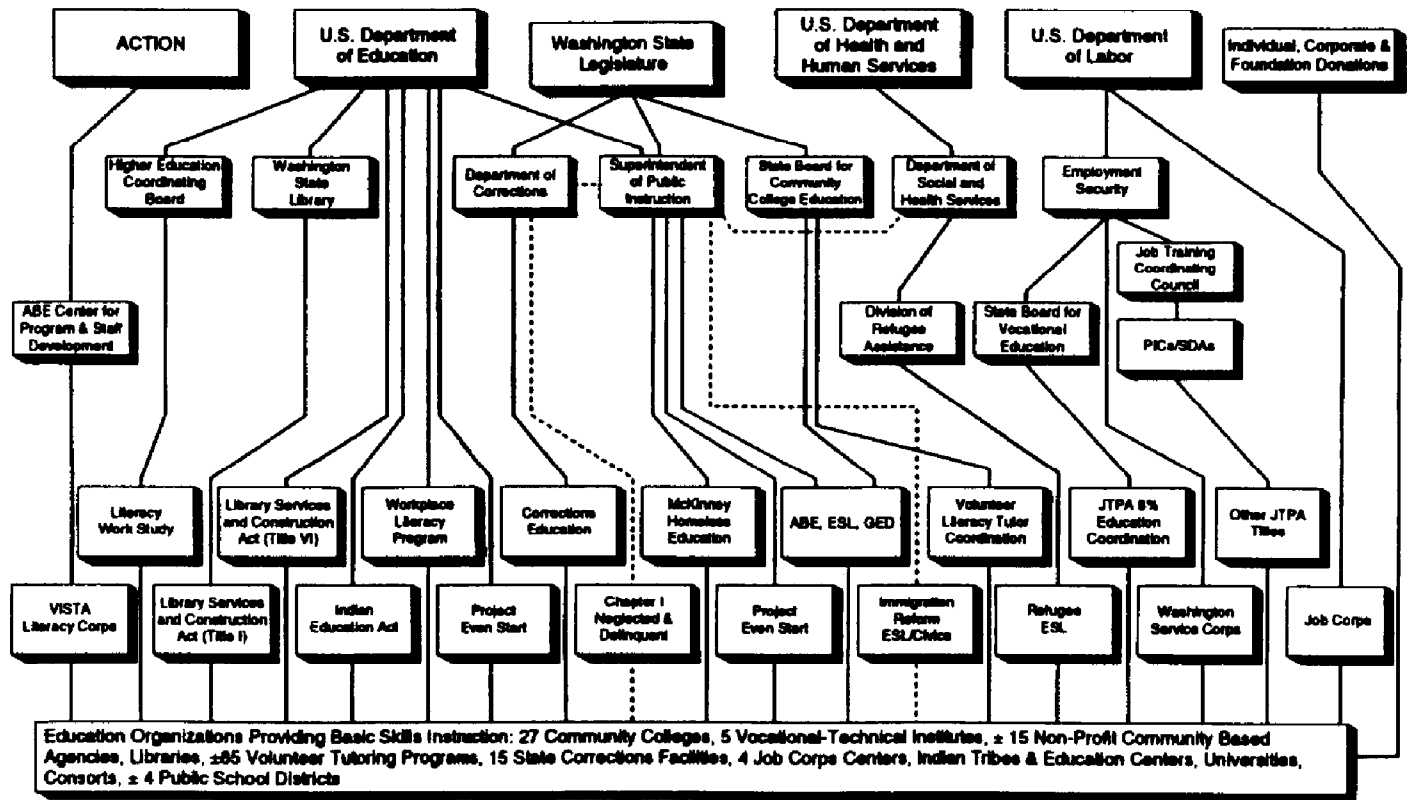 ACTION
U.S. Department
of Education
Washington State
Legislature
U.S. Department
of Health and
Human Services
U.S. Department
of Labor
Individual, Corporate &
Foundation Donations
Higher Education
Coordinating
Board
Washington
State
Library
Department of
Corrections
Superintendent
of Public
Instruction
State Board for
Community
College Education
Department of
Social and
Health Services
Employment
Security
Job Training
Coordinating
Council
ABE Center for
Program & Staff
Development
Division of
Refugee
Assistance
State Board for
Vocational
Education
PICs/SDAs
Literacy
Work Study
Library Services
and Construction
Act (Title VI)
Workplace
Literacy
Program
Corrections
Education
McKinney
Homeless
Education
ABE, ESL, GED
Volunteer
Literacy Tutor
Coordination
JTPA 8%
Education
Coordination
Other JTPA
Titles
VISTA
Literacy Corps
Library Services
and Construction
Act (Title I)
Indian
Education Act
Project
Even Start
Chapter I
Neglected &
Delinquent
Project
Even Start
Immigration
Reform
ESL/Civics
Refugee
ESL
Washington
Service Corps
Job Corps
Education Organizations Providing Basic Skills Instruction: 27 Community Colleges, 5 Vocational-Technical Institutes, ± 15 Non-Profit Community Based
Agencies, Libraries, ±65 Volunteer Tutoring Programs, 15 State Corrections Facilities, 4 Job Corps Centers, Indian Tribes & Education Centers, Universities,
Consorts, ± 4 Public School Districts